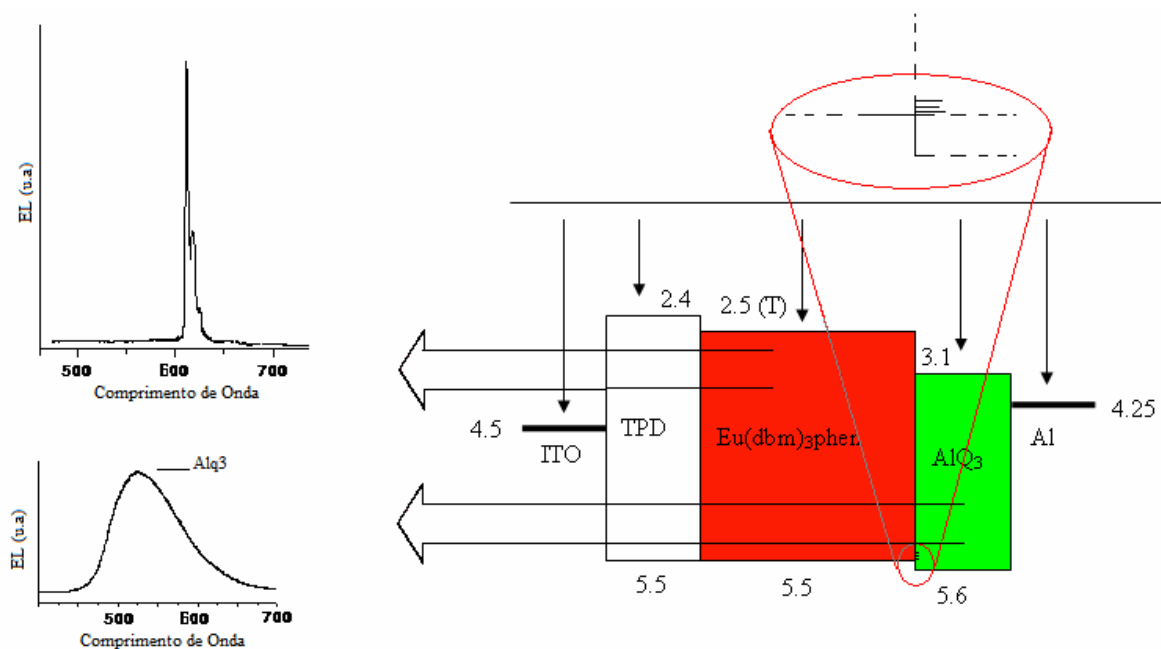 EL (u.a)
500
600
700
Comprimento de Onda
Alq3
EL (u.a)
500
600
700
Comprimento de Onda
2.4
2.5 (T)
3.1
4.25
4.5
ITO
TPD
Eu(dbm)3phen
AlQ3
Al
5.5
5.5
5.6